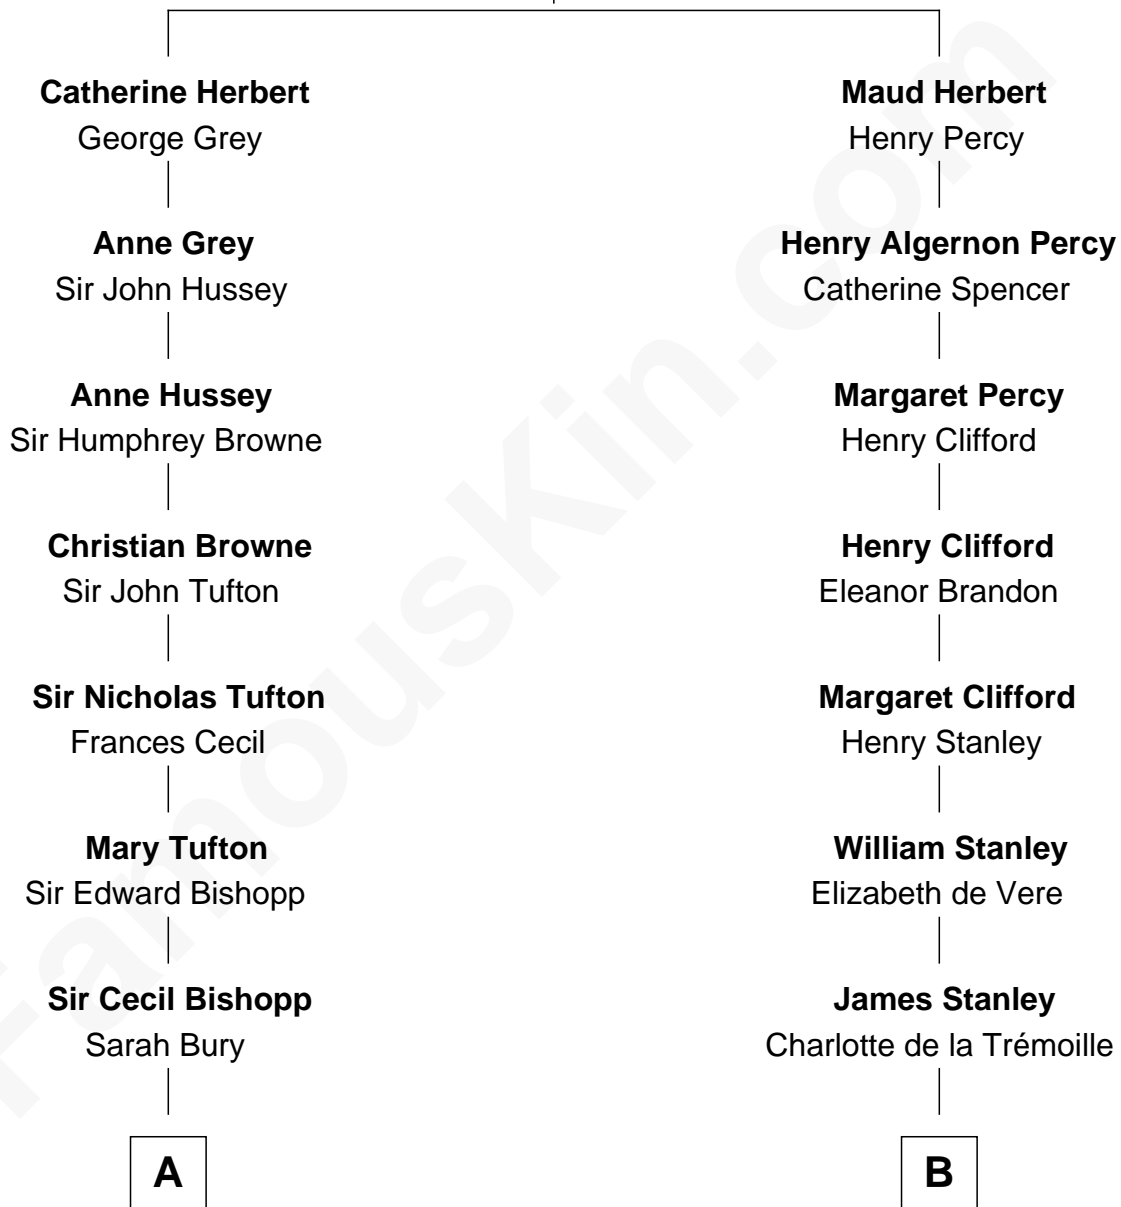 Catherine Herbert
George Grey
Anne Grey
Sir John Hussey
Anne Hussey
Sir Humphrey Browne
Christian Browne
Sir John Tufton
Sir Nicholas Tufton
Frances Cecil
Mary Tufton
Sir Edward Bishopp
Sir Cecil Bishopp
Sarah Bury
A
Maud Herbert
Henry Percy
Henry Algernon Percy
Catherine Spencer
Margaret Percy
Henry Clifford
Henry Clifford
Eleanor Brandon
Margaret Clifford
Henry Stanley
William Stanley
Elizabeth de Vere
James Stanley
Charlotte de la Trémoille
B
FamousKin.com